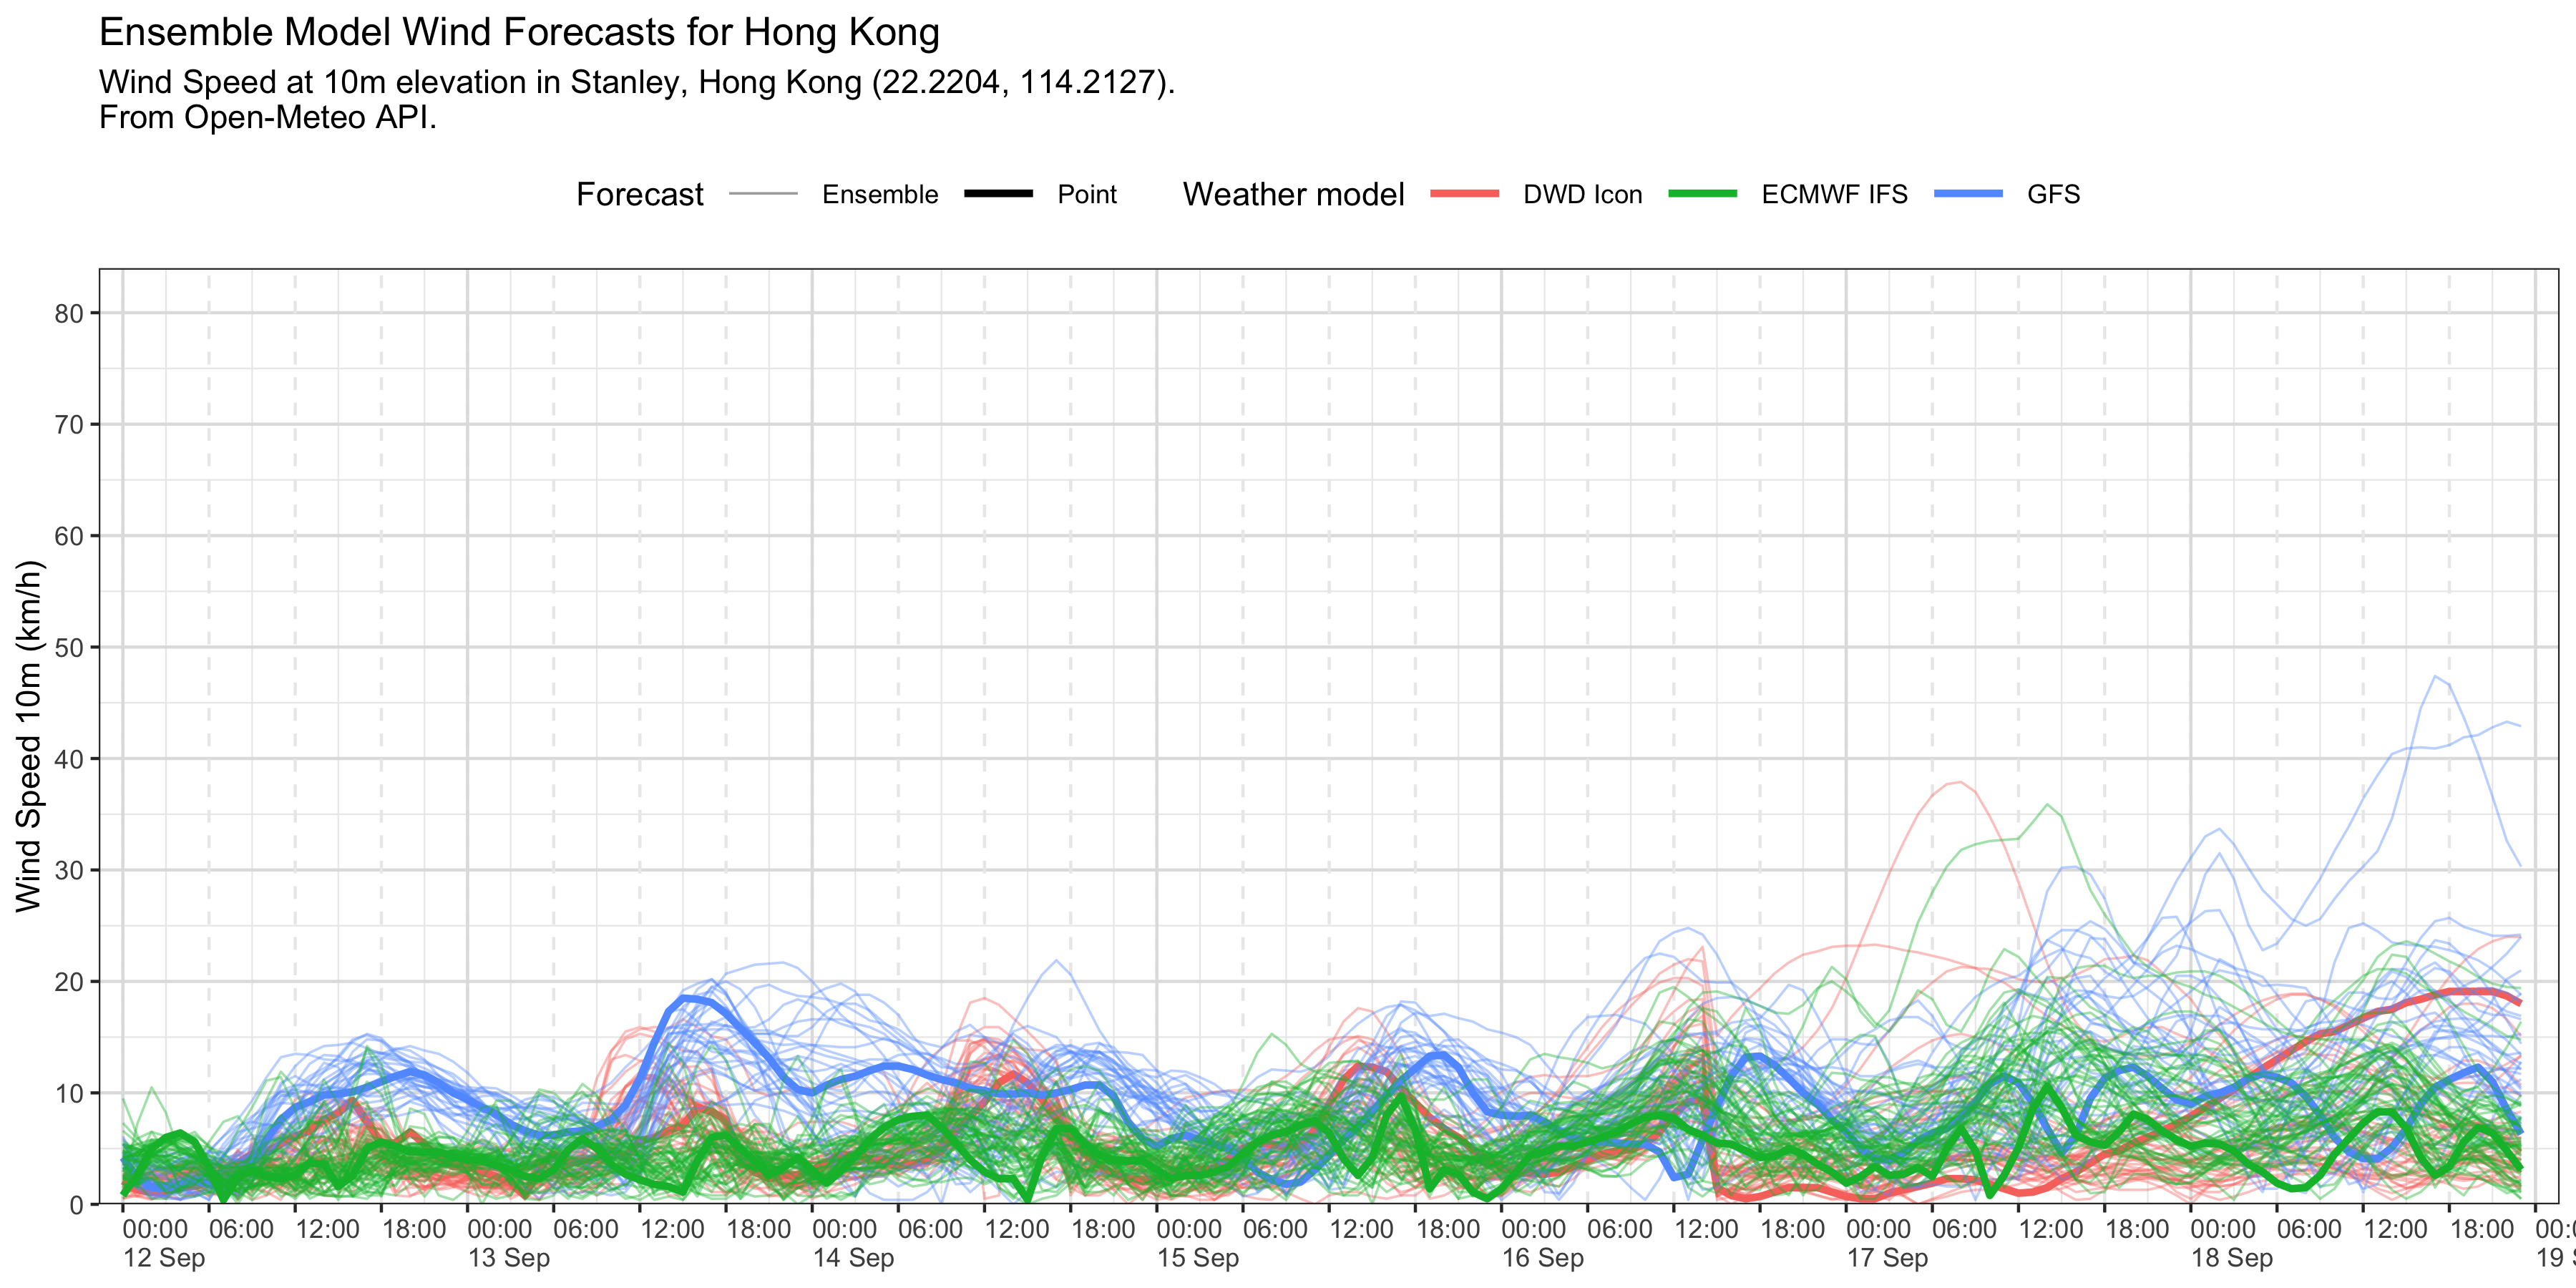 Ensemble Model Wind Forecasts for Hong Kong
Wind Speed at 10m elevation in Stanley, Hong Kong (22.2204, 114.2127).
From Open-Meteo API.
Forecast Ensemble Point Weather model DWD Icon ECMWF IFS GFS
Wind Speed 10m (km/h)
80
70
60
50
40
30
20
10
0
00:00 06:00 12:00 18:00 00:00 06:00 12:00 18:00 00:00 06:00 12:00 18:00 00:00 06:00 12:00 18:00 00:00 06:00 12:00 18:00 00:00 06:00 12:00 18:00 00:00 06:00 12:00 18:00 00:0
12 Sep 13 Sep 14 Sep 15 Sep 16 Sep 17 Sep 18 Sep 19 S